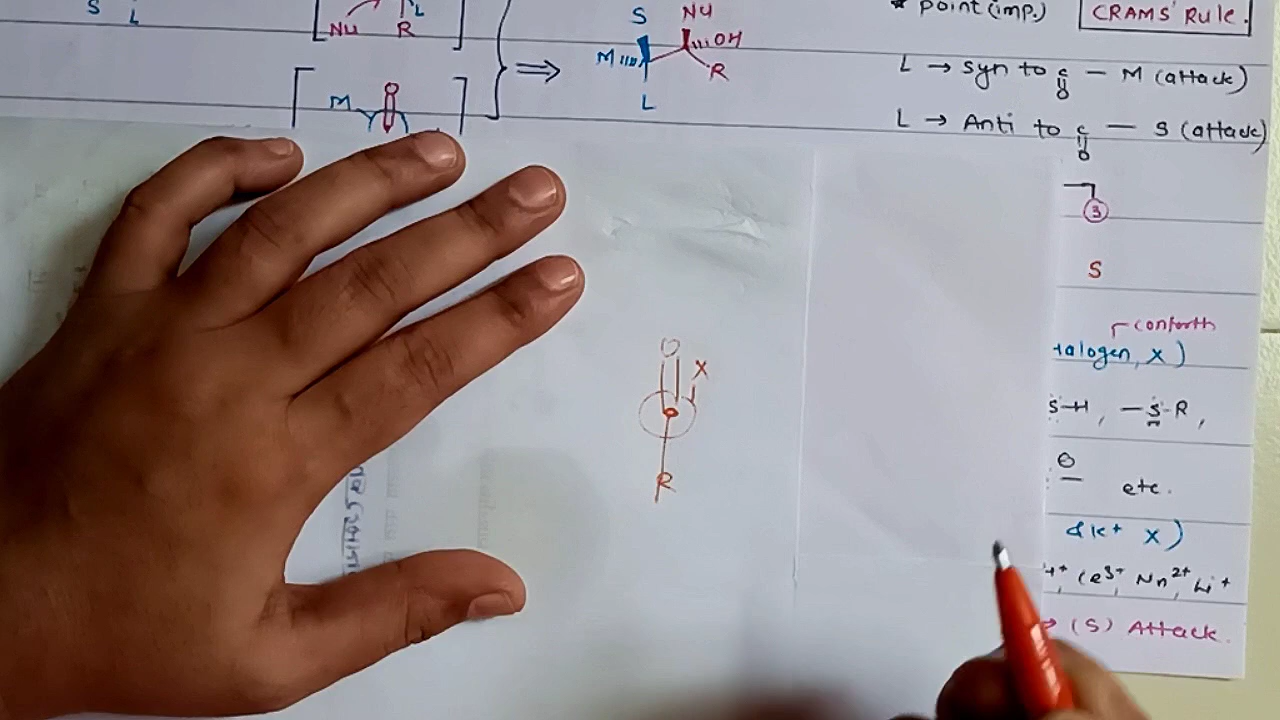 S L
Nu R L
S Nu
M OH
R
L
M O
* point (imp.) CRAMS' Rule.
L → syn to C=O - M (attack)
L → Anti to C=O - S (attack)
3
S
conforth
Halogen, X)
S-H, -S-R,
⊖
etc.
X)
Ce3+, Li+
→ (S) Attack.
O X
R